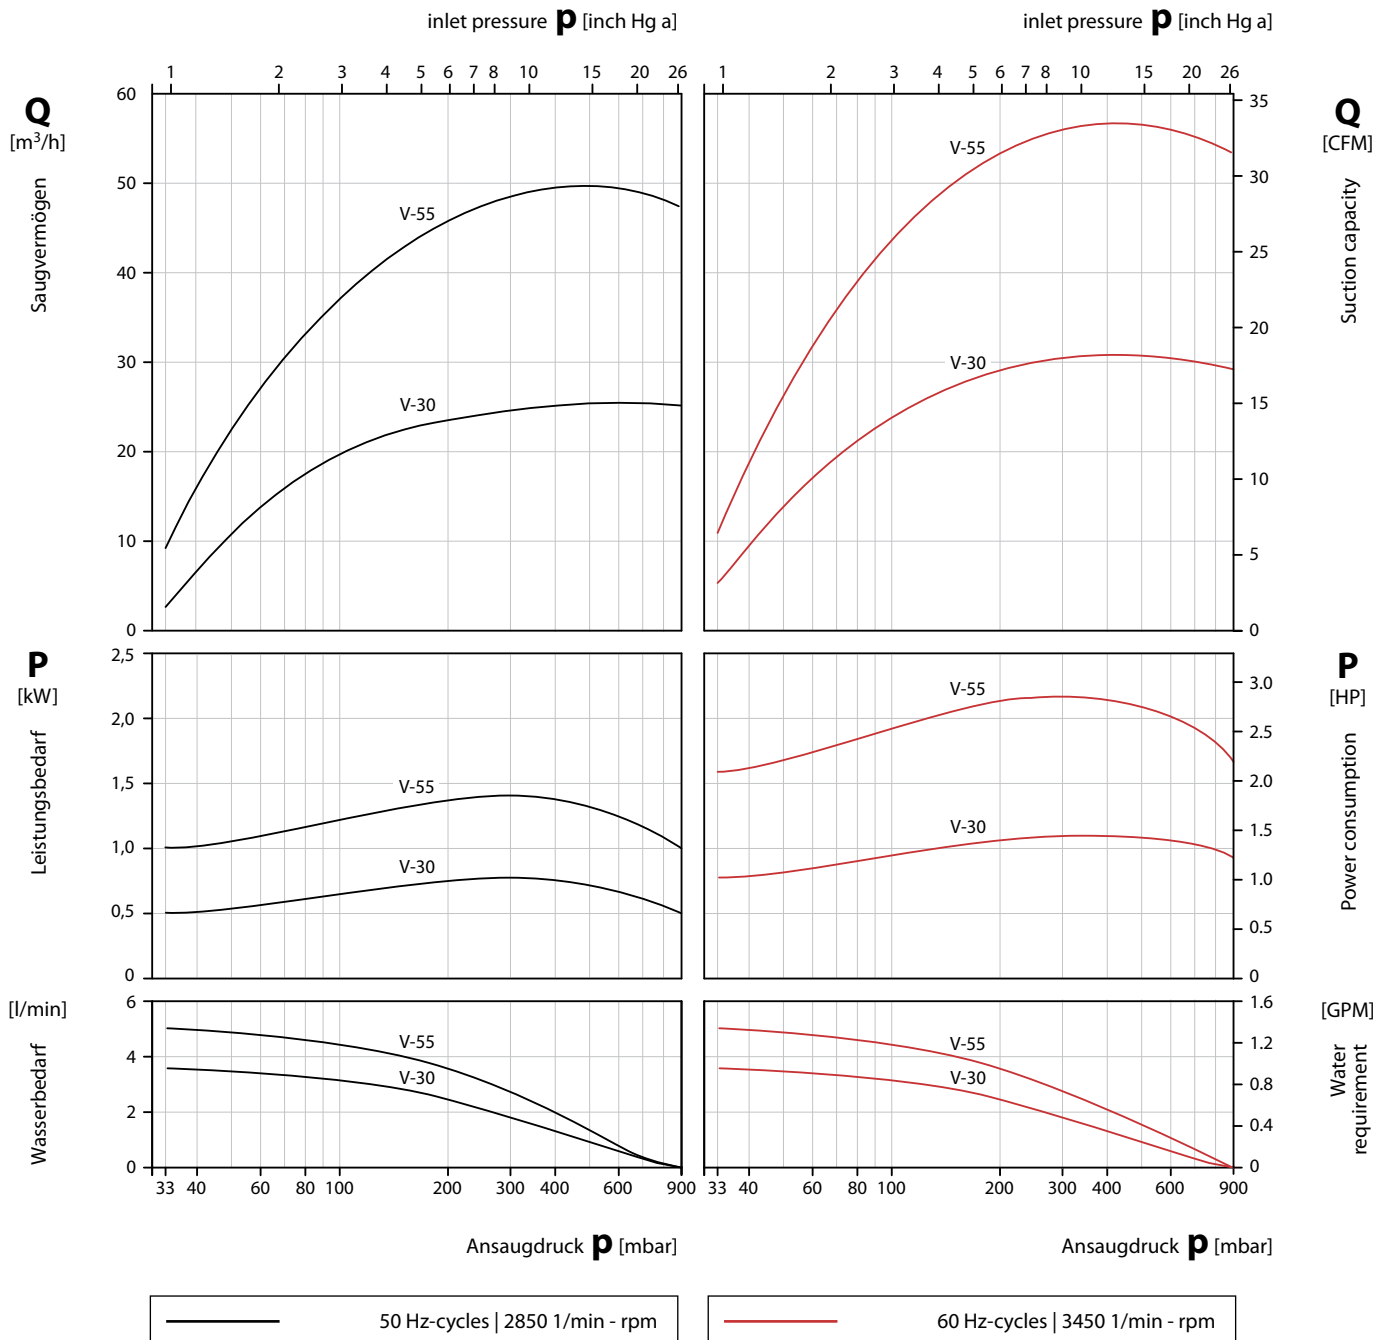 inlet pressure p [inch Hg a]
inlet pressure p [inch Hg a]
1 2 3 4 5 6 7 8 10 15 20 26
1 2 3 4 5 6 7 8 10 15 20 26
Q
[m³/h]
Saugvermögen
60
50
40
30
20
10
0
V-55
V-30
V-55
V-30
35
30
25
20
15
10
5
0
Q
[CFM]
Suction capacity
P
[kW]
Leistungsbedarf
2,5
2,0
1,5
1,0
0,5
0
V-55
V-30
V-55
V-30
3.0
2.5
2.0
1.5
1.0
0.5
0
P
[HP]
Power consumption
[l/min]
Wasserbedarf
6
4
2
0
V-55
V-30
V-55
V-30
1.6
1.2
0.8
0.4
0
[GPM]
Water
requirement
33 40 60 80 100 200 300 400 600 900
33 40 60 80 100 200 300 400 600 900
Ansaugdruck p [mbar]
Ansaugdruck p [mbar]
50 Hz-cycles | 2850 1/min - rpm
60 Hz-cycles | 3450 1/min - rpm